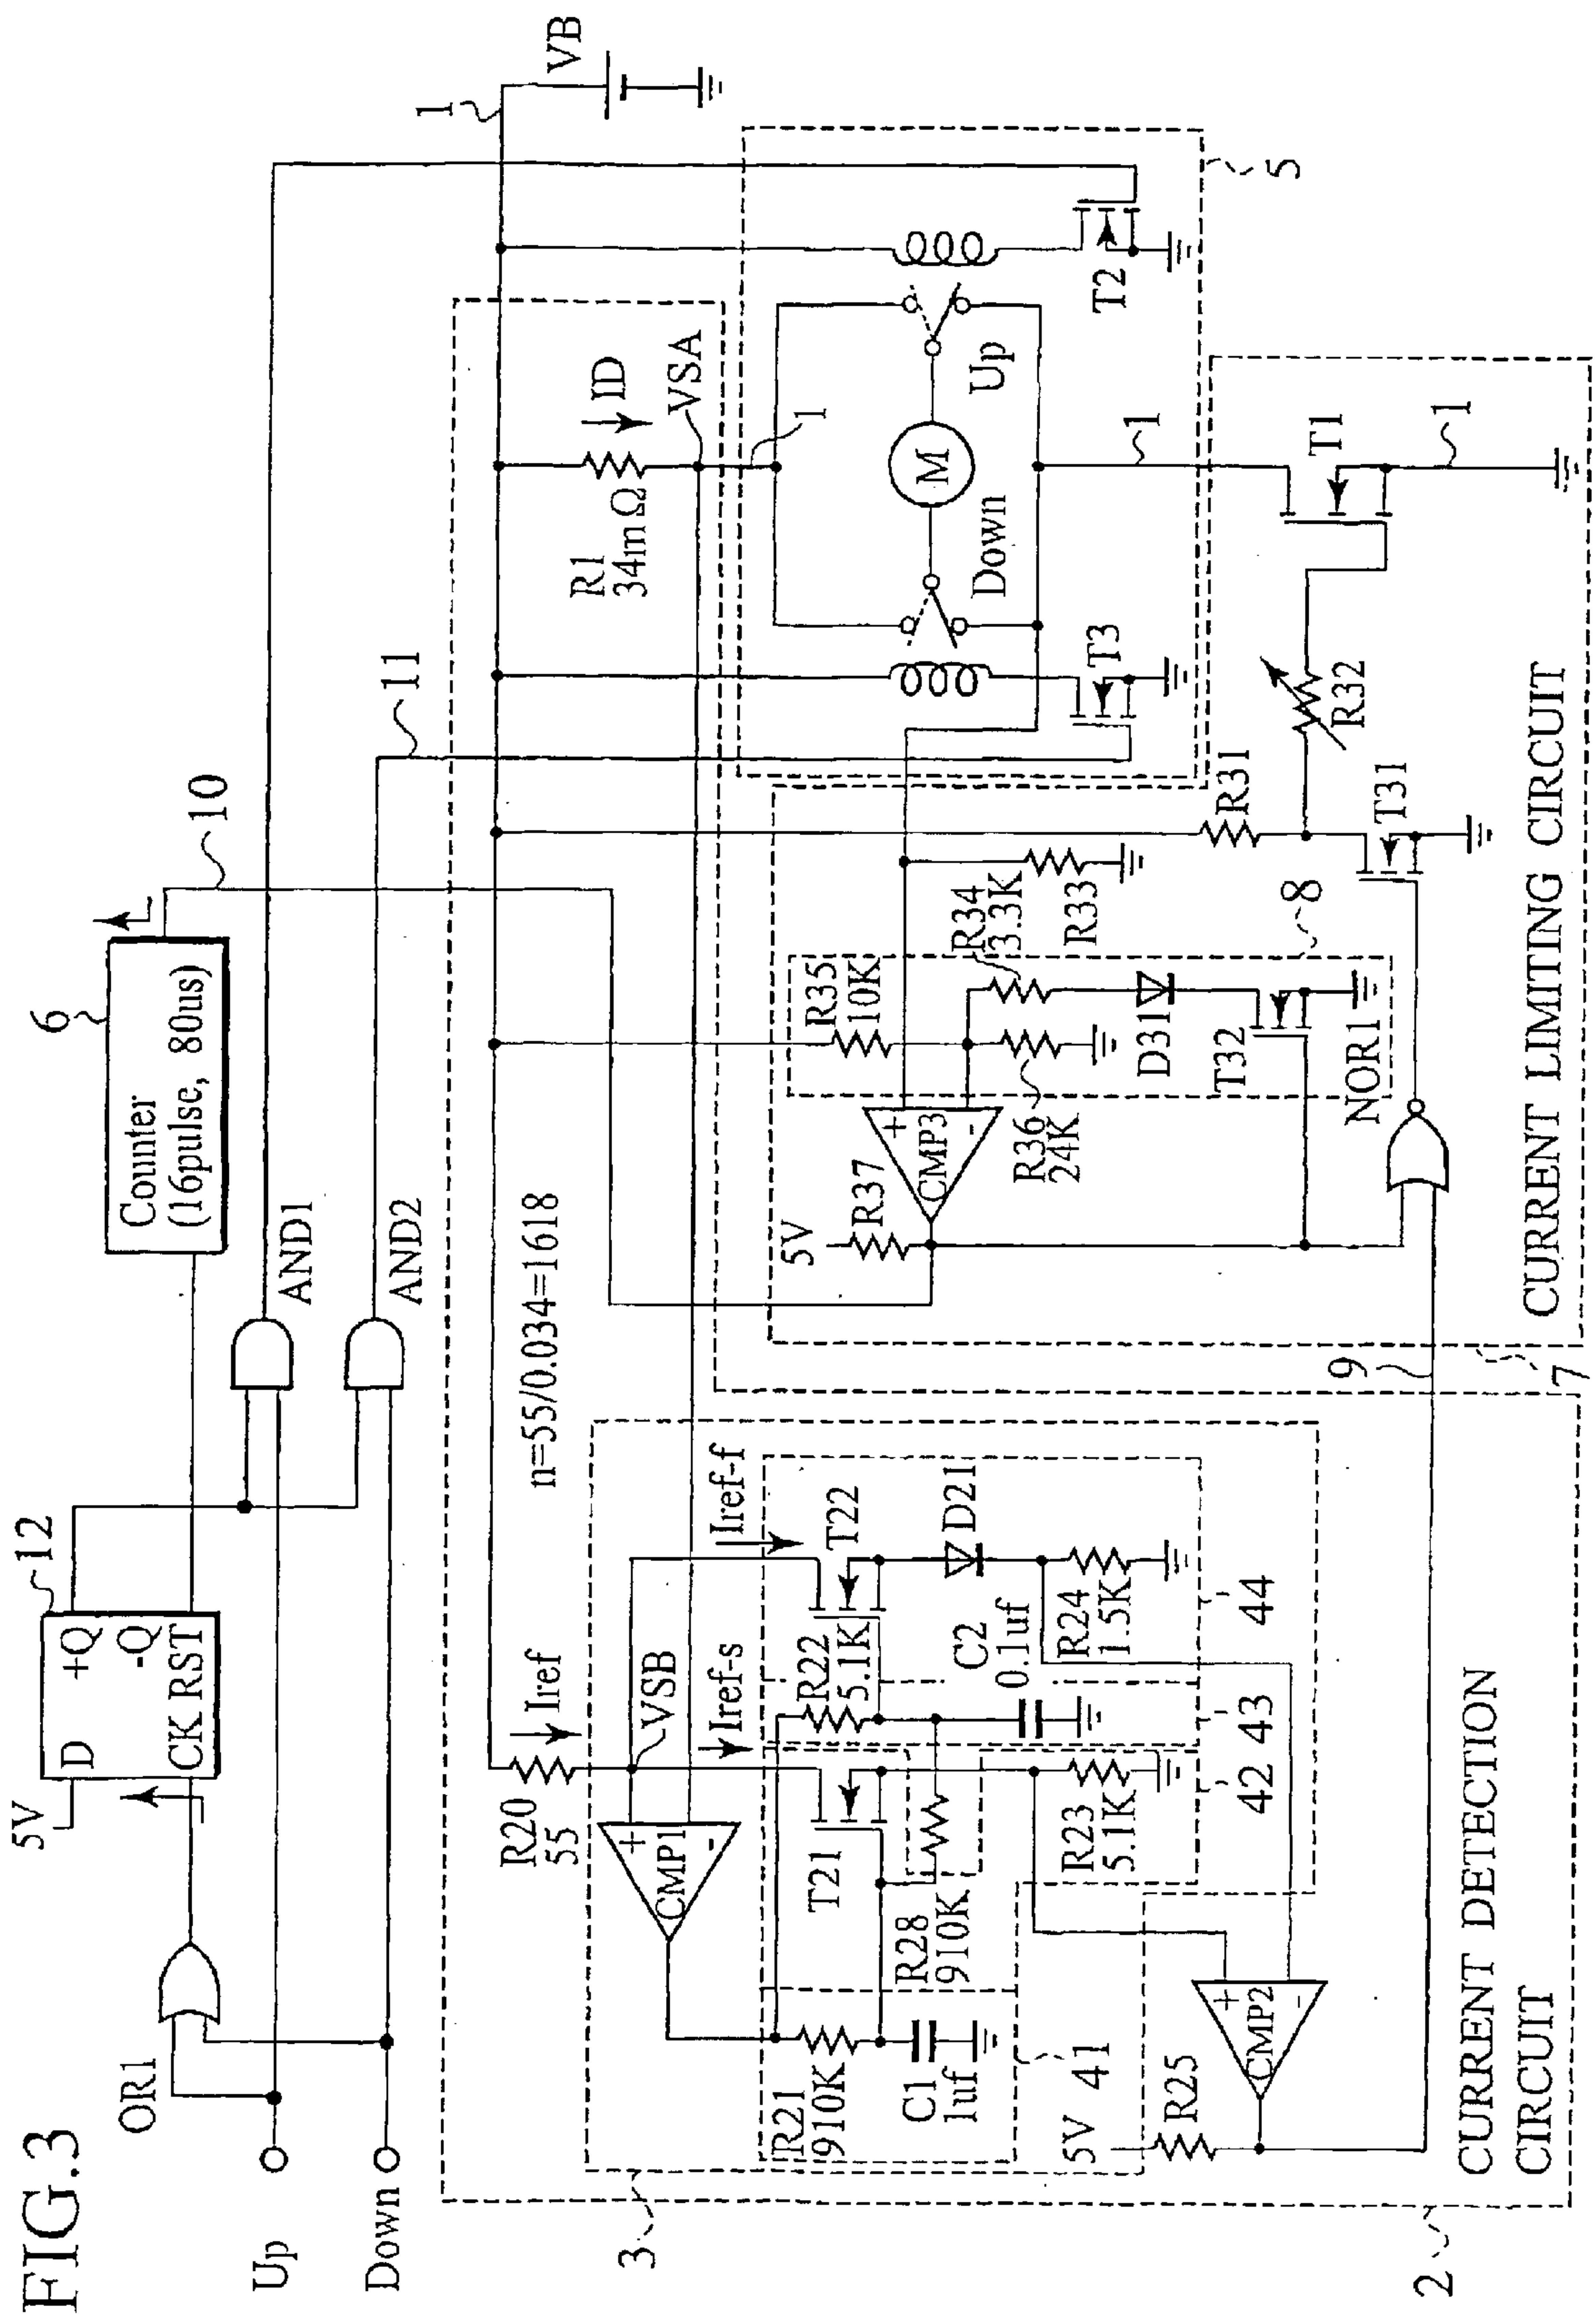 FIG.3
Up
Down
OR1
5V
D
+Q
-Q
CK RST
12
Counter
(16pulse, 80us)
6
10
AND1
AND2
11
1
VB
n=55/0.034=1618
R1
34mΩ
ID
VSA
1
5
Down
M
Up
T3
T2
1
T1
1
R20
55
Iref
VSB
Iref-s
Iref-f
CMP1
+
-
3
R21
910K
C1
1uf
41
T21
R28
910K
R22
5.1K
T22
D21
C2
0.1uf
R24
1.5K
R23
5.1K
42
43
44
5V
R25
CMP2
+
-
2
CURRENT DETECTION
CIRCUIT
9
7
5V
R37
CMP3
+
-
R35
10K
R36
24K
R34
3.3K
R33
D31
T32
8
NOR1
R31
T31
R32
CURRENT LIMITING CIRCUIT